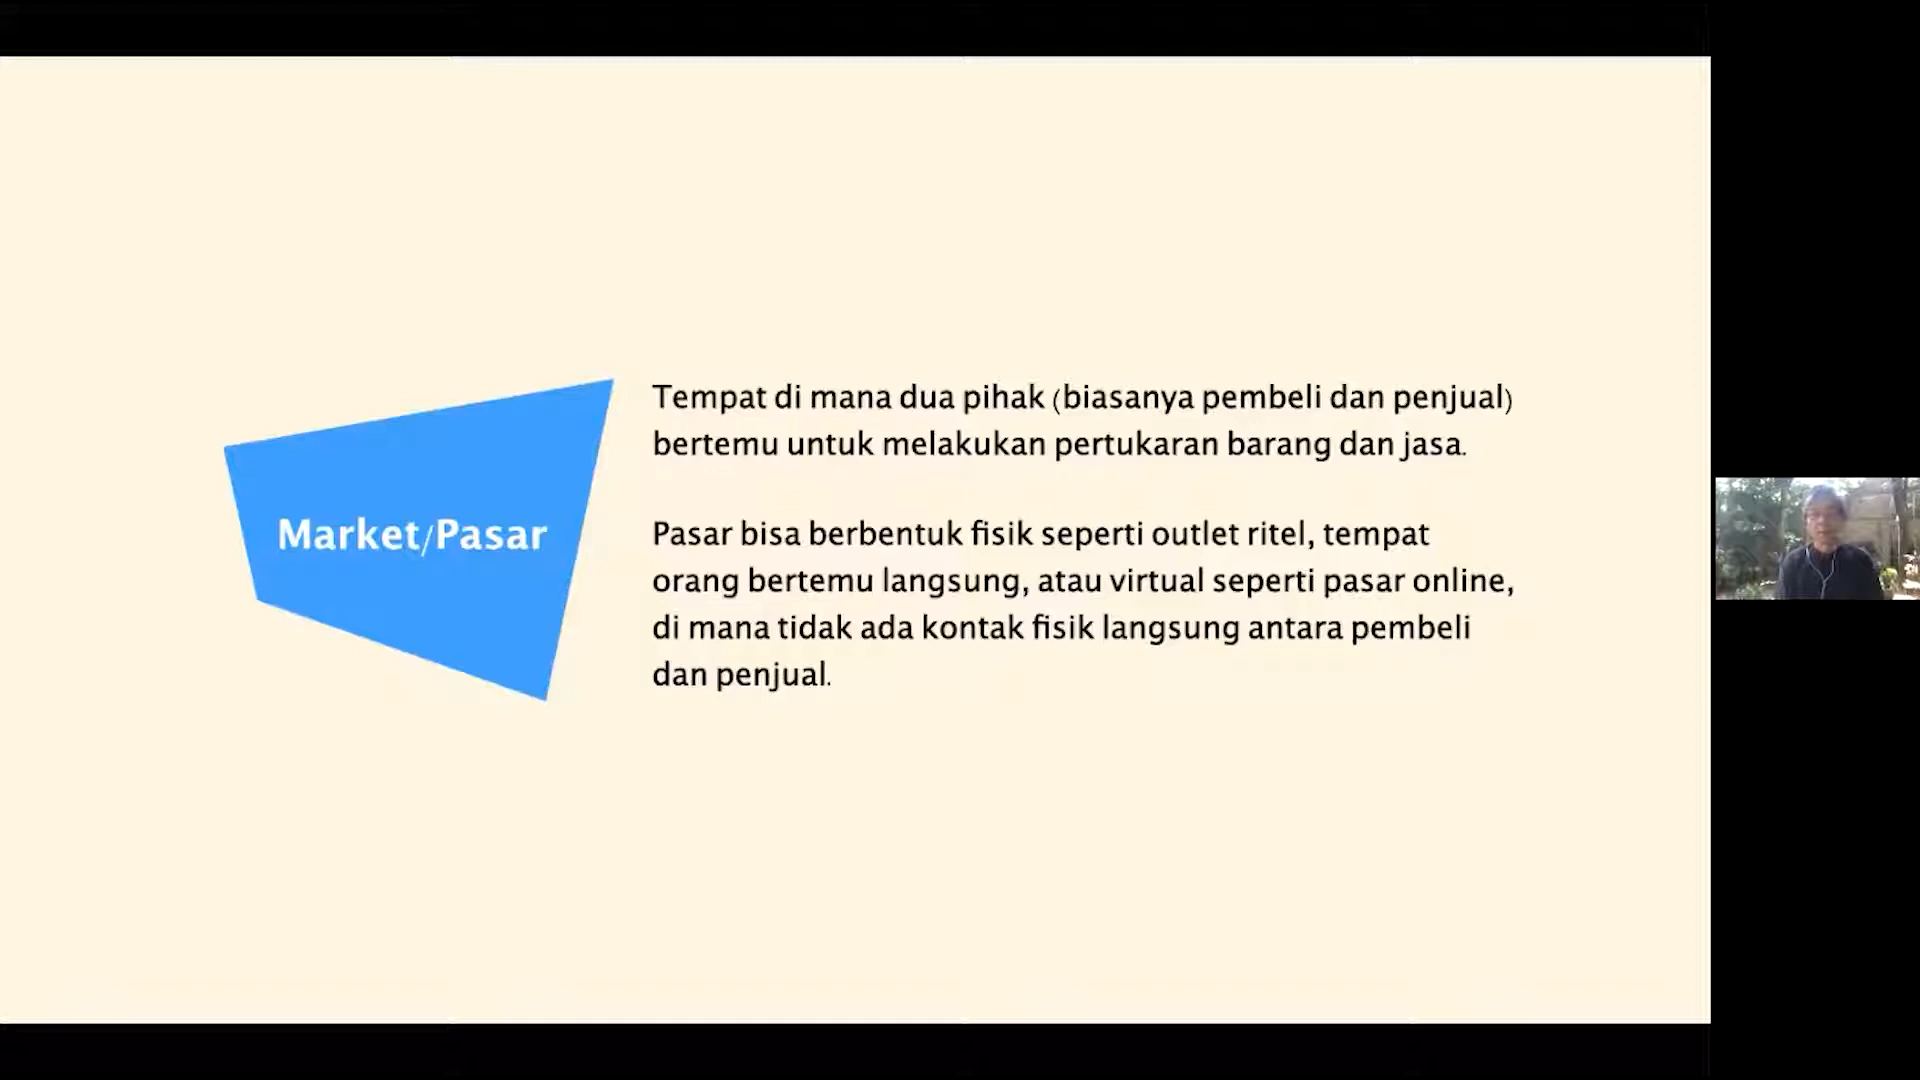 Market/Pasar
Tempat di mana dua pihak (biasanya pembeli dan penjual)
bertemu untuk melakukan pertukaran barang dan jasa.
Pasar bisa berbentuk fisik seperti outlet ritel, tempat
orang bertemu langsung, atau virtual seperti pasar online,
di mana tidak ada kontak fisik langsung antara pembeli
dan penjual.